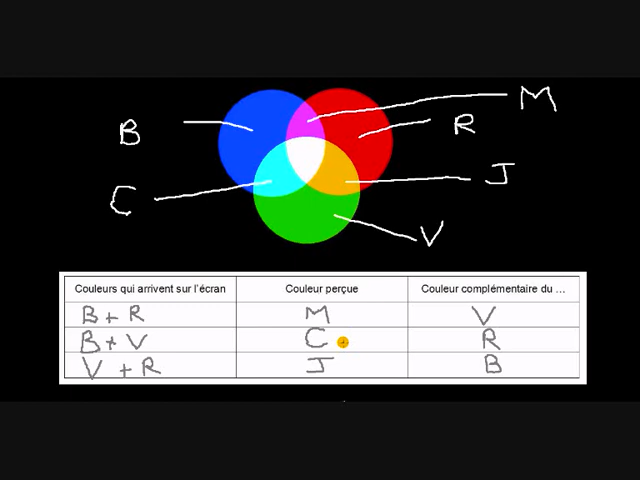 M
B
R
J
C
V
Couleurs qui arrivent sur l'écran Couleur perçue Couleur complémentaire du ...
B + R M V
B + V C R
V + R J B